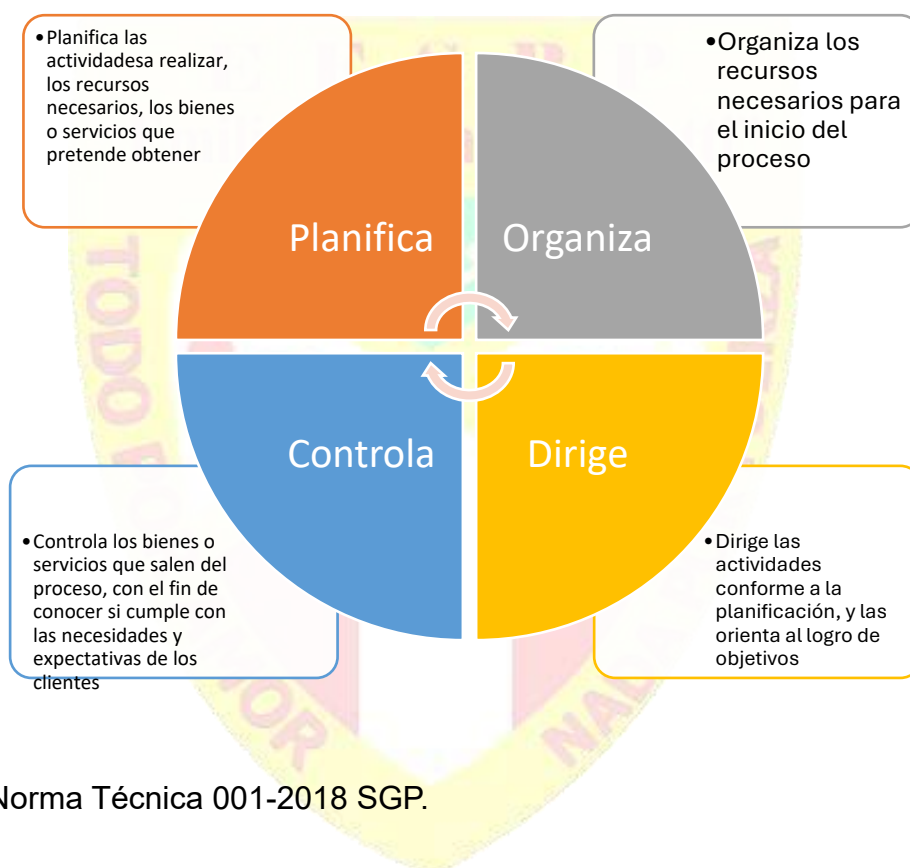 •Planifica las
actividadesa realizar,
los recursos
necesarios, los bienes
o servicios que
pretende obtener
•Organiza los
recursos
necesarios para
el inicio del
proceso
Planifica
Organiza
Controla
Dirige
•Controla los bienes o
servicios que salen del
proceso, con el fin de
conocer si cumple con
las necesidades y
expectativas de los
clientes
•Dirige las
actividades
conforme a la
planificación, y las
orienta al logro de
objetivos
TODO
MOR
NADA
Norma Técnica 001-2018 SGP.